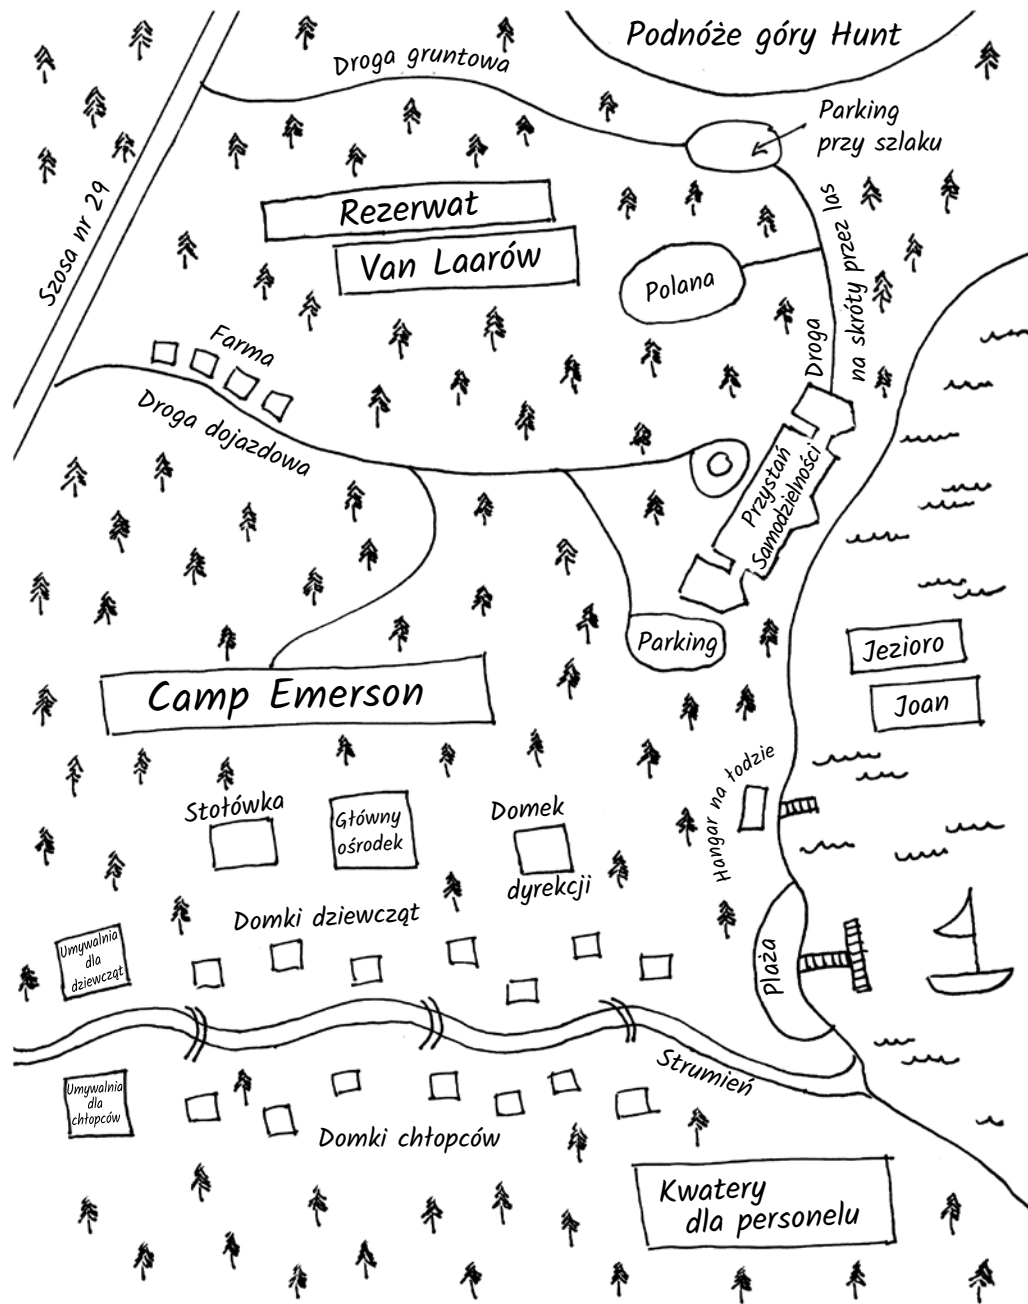 Podnóże góry Hunt
Droga gruntowa
Parking
przy szlaku
Szosa nr 29
Rezerwat
Van Laarów
Polana
Droga
na skróty przez las
Farma
Droga dojazdowa
Przystań
Samodzielności
Parking
Jezioro
Joan
Camp Emerson
Hangar na łodzie
Stołówka
Główny
ośrodek
Domek
dyrekcji
Domki dziewcząt
Umywalnia
dla
dziewcząt
Plaża
Strumień
Umywalnia
dla
chłopców
Domki chłopców
Kwatery
dla personelu